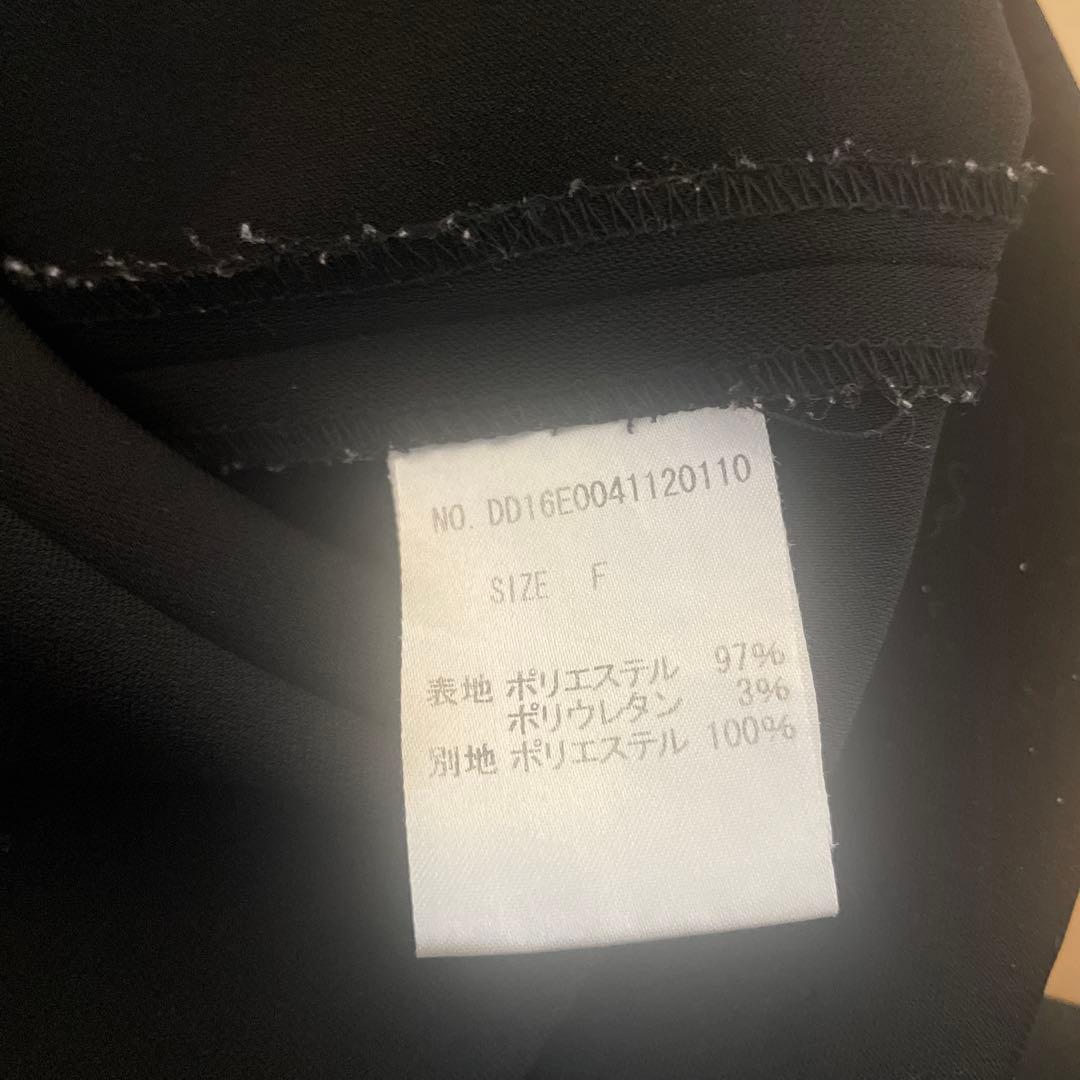 NO. DD16E0041120110
SIZE F
表地 ポリエステル 97%
ポリウレタン 3%
別地 ポリエステル 100%